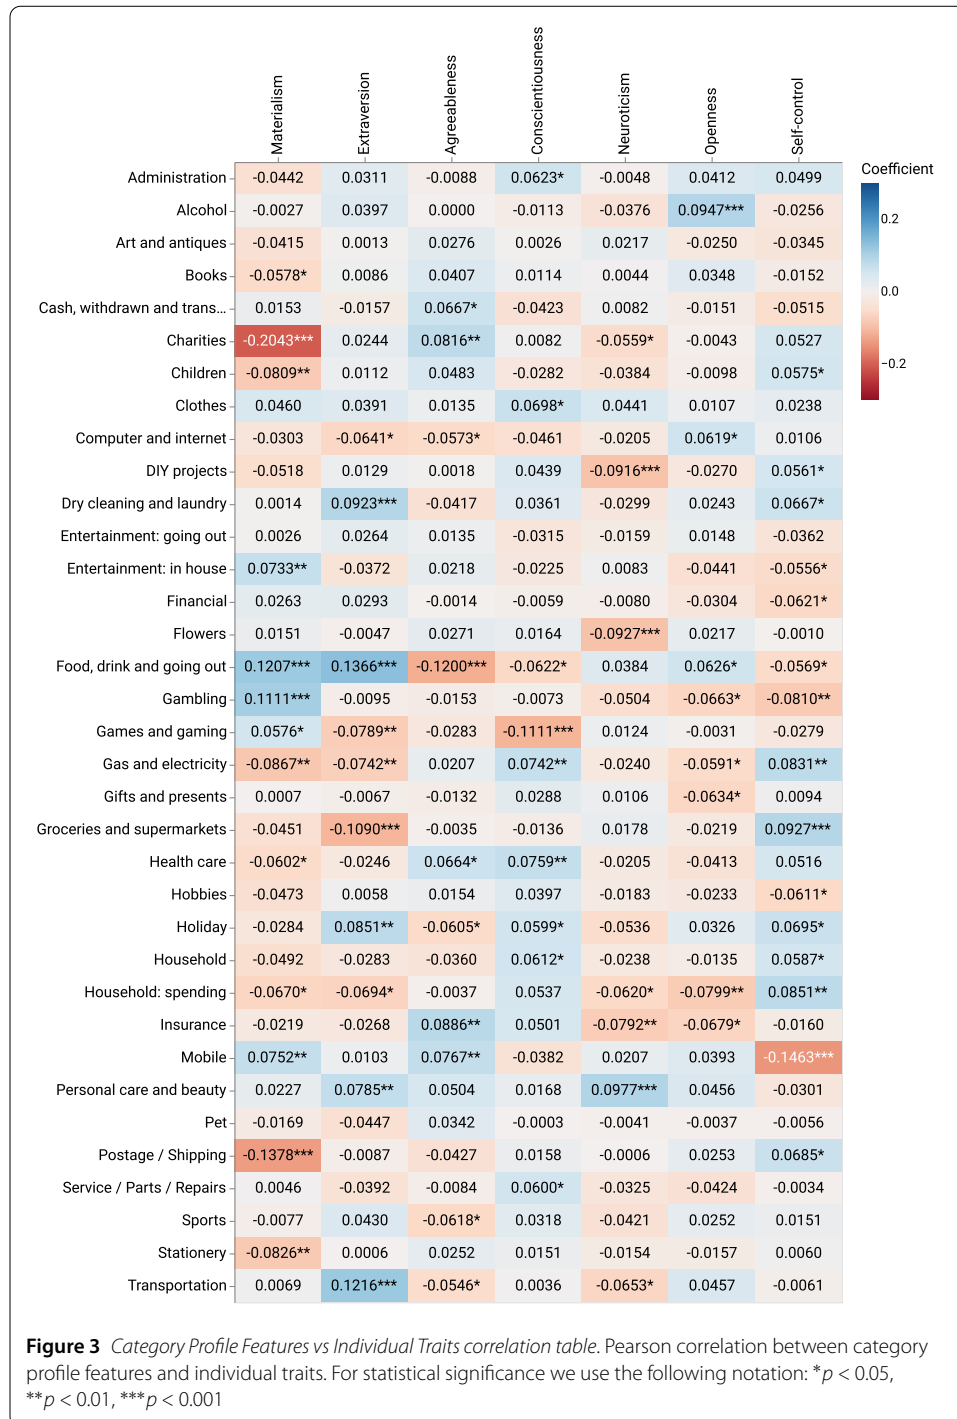 Materialism Extraversion Agreeableness Conscientiousness Neuroticism Openness Self-control
Coefficient
0.2
0.0
−0.2
Administration -0.0442 0.0311 -0.0088 0.0623* -0.0048 0.0412 0.0499
Alcohol -0.0027 0.0397 0.0000 -0.0113 -0.0376 0.0947*** -0.0256
Art and antiques -0.0415 0.0013 0.0276 0.0026 0.0217 -0.0250 -0.0345
Books -0.0578* 0.0086 0.0407 0.0114 0.0044 0.0348 -0.0152
Cash, withdrawn and trans... 0.0153 -0.0157 0.0667* -0.0423 0.0082 -0.0151 -0.0515
Charities -0.2043*** 0.0244 0.0816** 0.0082 -0.0559* -0.0043 0.0527
Children -0.0809** 0.0112 0.0483 -0.0282 -0.0384 -0.0098 0.0575*
Clothes 0.0460 0.0391 0.0135 0.0698* 0.0441 0.0107 0.0238
Computer and internet -0.0303 -0.0641* -0.0573* -0.0461 -0.0205 0.0619* 0.0106
DIY projects -0.0518 0.0129 0.0018 0.0439 -0.0916*** -0.0270 0.0561*
Dry cleaning and laundry 0.0014 0.0923*** -0.0417 0.0361 -0.0299 0.0243 0.0667*
Entertainment: going out 0.0026 0.0264 0.0135 -0.0315 -0.0159 0.0148 -0.0362
Entertainment: in house 0.0733** -0.0372 0.0218 -0.0225 0.0083 -0.0441 -0.0556*
Financial 0.0263 0.0293 -0.0014 -0.0059 -0.0080 -0.0304 -0.0621*
Flowers 0.0151 -0.0047 0.0271 0.0164 -0.0927*** 0.0217 -0.0010
Food, drink and going out 0.1207*** 0.1366*** -0.1200*** -0.0622* 0.0384 0.0626* -0.0569*
Gambling 0.1111*** -0.0095 -0.0153 -0.0073 -0.0504 -0.0663* -0.0810**
Games and gaming 0.0576* -0.0789** -0.0283 -0.1111*** 0.0124 -0.0031 -0.0279
Gas and electricity -0.0867** -0.0742** 0.0207 0.0742** -0.0240 -0.0591* 0.0831**
Gifts and presents 0.0007 -0.0067 -0.0132 0.0288 0.0106 -0.0634* 0.0094
Groceries and supermarkets -0.0451 -0.1090*** -0.0035 -0.0136 0.0178 -0.0219 0.0927***
Health care -0.0602* -0.0246 0.0664* 0.0759** -0.0205 -0.0413 0.0516
Hobbies -0.0473 0.0058 0.0154 0.0397 -0.0183 -0.0233 -0.0611*
Holiday -0.0284 0.0851** -0.0605* 0.0599* -0.0536 0.0326 0.0695*
Household -0.0492 -0.0283 -0.0360 0.0612* -0.0238 -0.0135 0.0587*
Household: spending -0.0670* -0.0694* -0.0037 0.0537 -0.0620* -0.0799** 0.0851**
Insurance -0.0219 -0.0268 0.0886** 0.0501 -0.0792** -0.0679* -0.0160
Mobile 0.0752** 0.0103 0.0767** -0.0382 0.0207 0.0393 -0.1463***
Personal care and beauty 0.0227 0.0785** 0.0504 0.0168 0.0977*** 0.0456 -0.0301
Pet -0.0169 -0.0447 0.0342 -0.0003 -0.0041 -0.0037 -0.0056
Postage / Shipping -0.1378*** -0.0087 -0.0427 0.0158 -0.0006 0.0253 0.0685*
Service / Parts / Repairs 0.0046 -0.0392 -0.0084 0.0600* -0.0325 -0.0424 -0.0034
Sports -0.0077 0.0430 -0.0618* 0.0318 -0.0421 0.0252 0.0151
Stationery -0.0826** 0.0006 0.0252 0.0151 -0.0154 -0.0157 0.0060
Transportation 0.0069 0.1216*** -0.0546* 0.0036 -0.0653* 0.0457 -0.0061
Figure 3 Category Profile Features vs Individual Traits correlation table. Pearson correlation between category
profile features and individual traits. For statistical significance we use the following notation: *p < 0.05,
**p < 0.01, ***p < 0.001